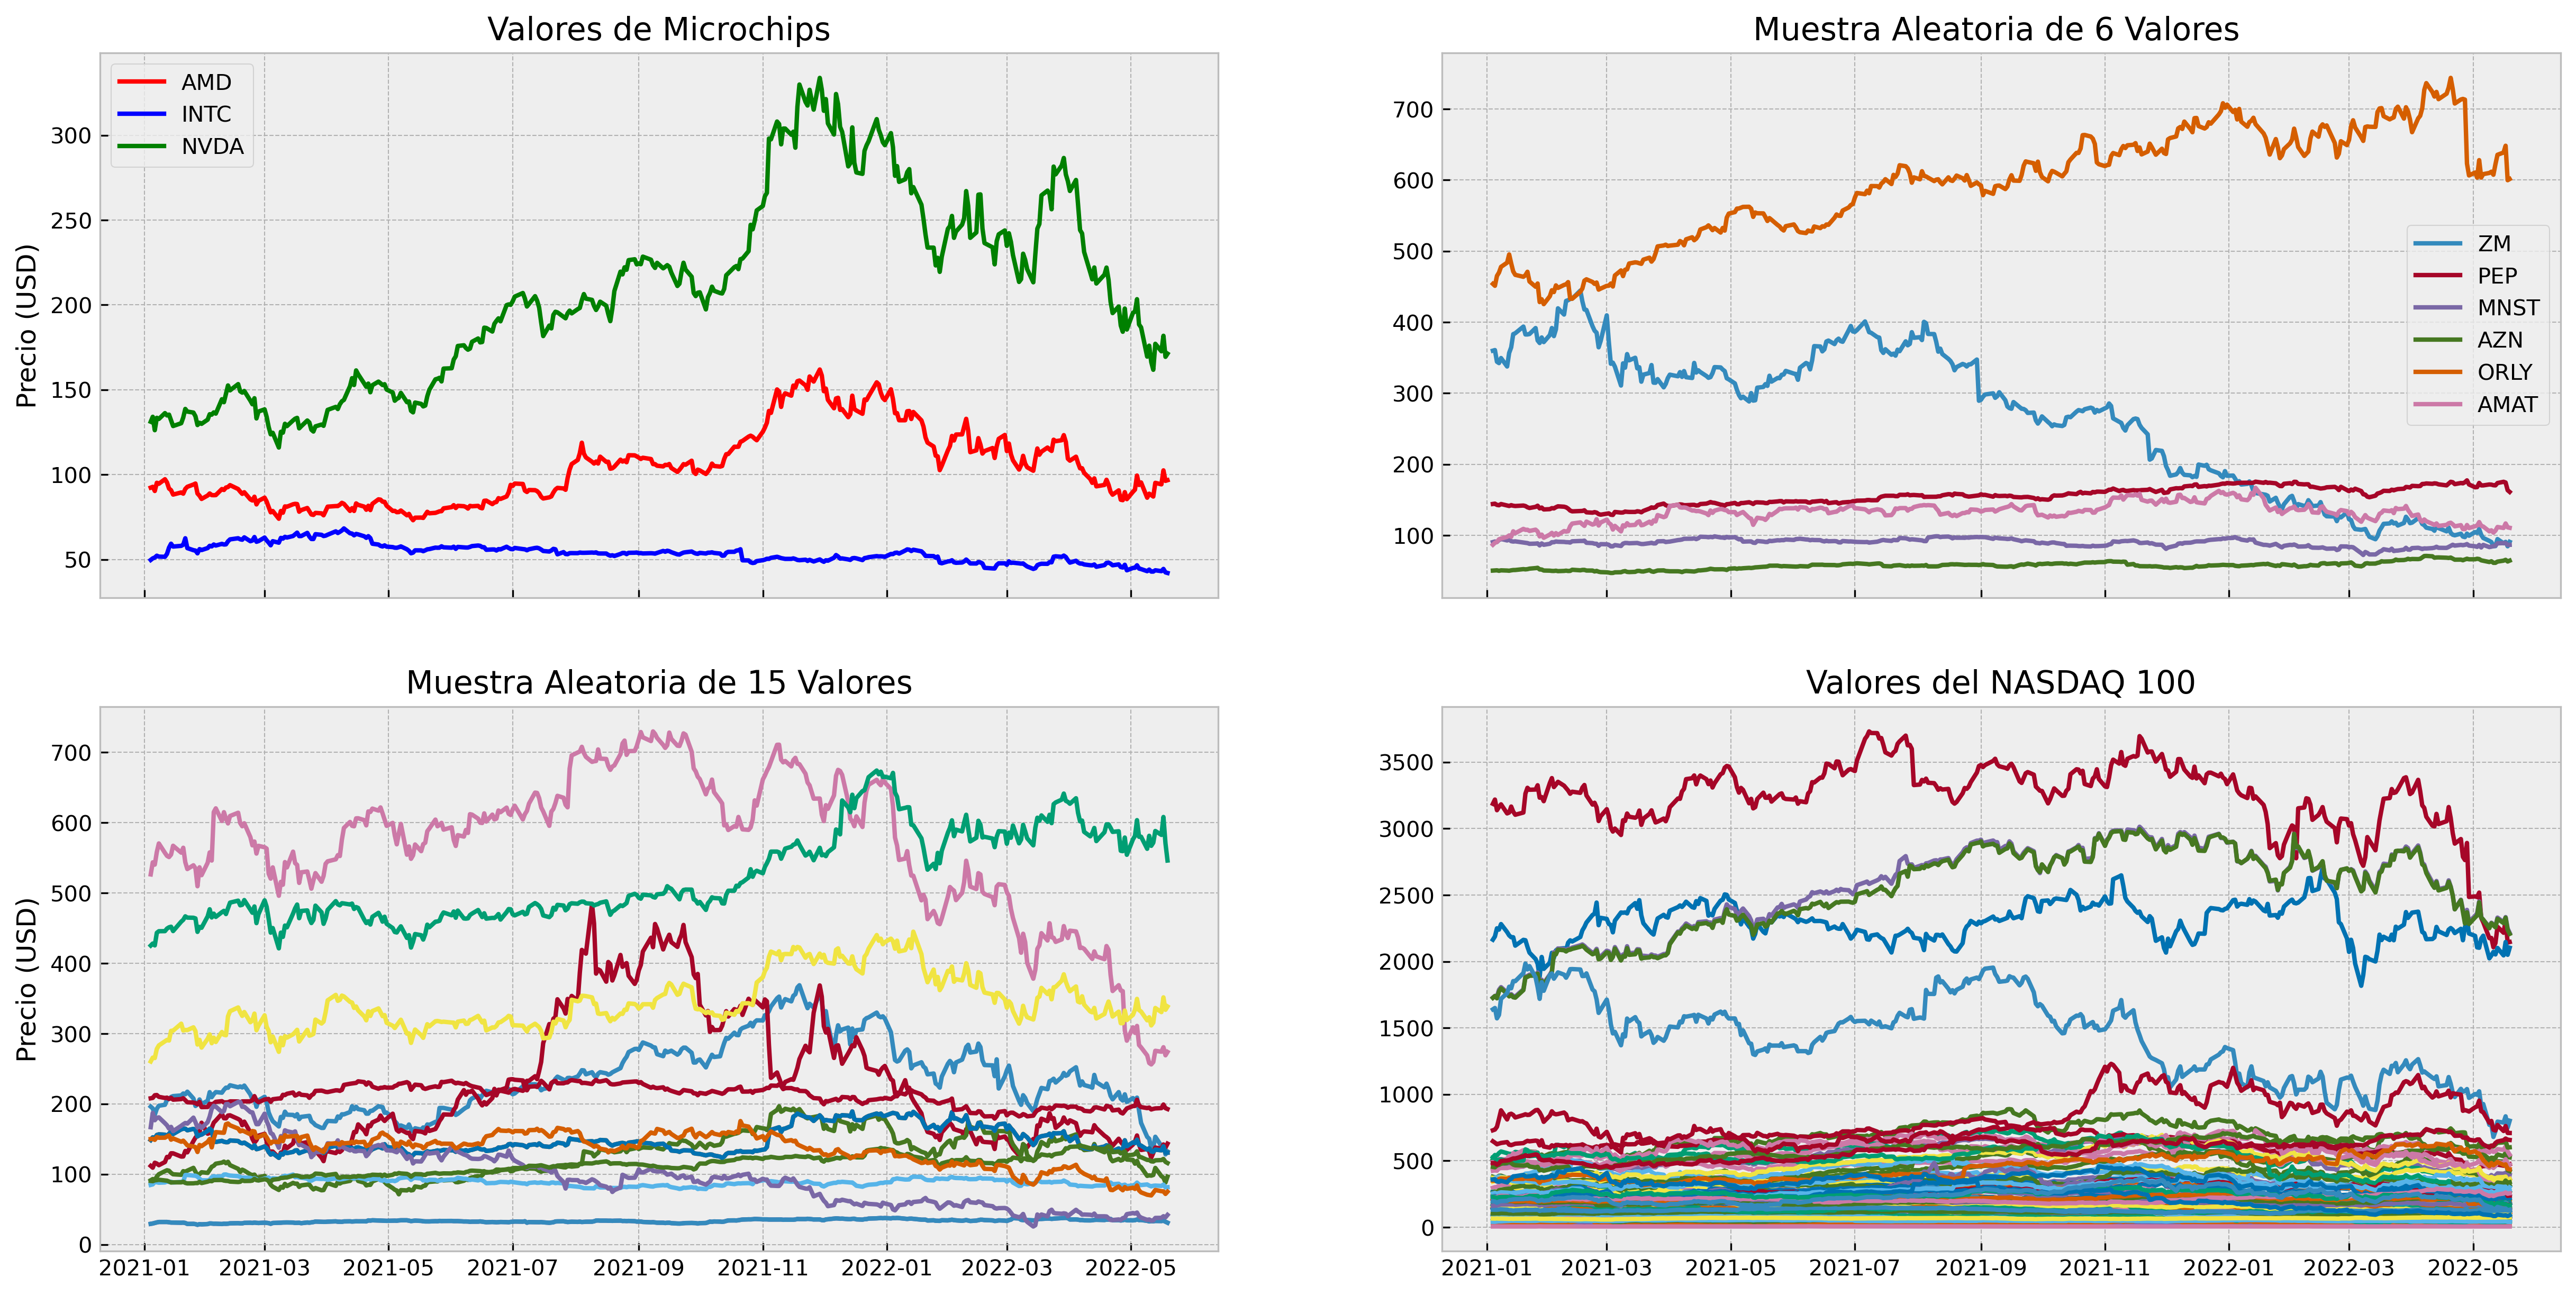 Valores de Microchips
Precio (USD)
300
250
200
150
100
50
AMD
INTC
NVDA
Muestra Aleatoria de 6 Valores
700
600
500
400
300
200
100
ZM
PEP
MNST
AZN
ORLY
AMAT
Muestra Aleatoria de 15 Valores
Precio (USD)
700
600
500
400
300
200
100
0
2021-01 2021-03 2021-05 2021-07 2021-09 2021-11 2022-01 2022-03 2022-05
Valores del NASDAQ 100
3500
3000
2500
2000
1500
1000
500
0
2021-01 2021-03 2021-05 2021-07 2021-09 2021-11 2022-01 2022-03 2022-05